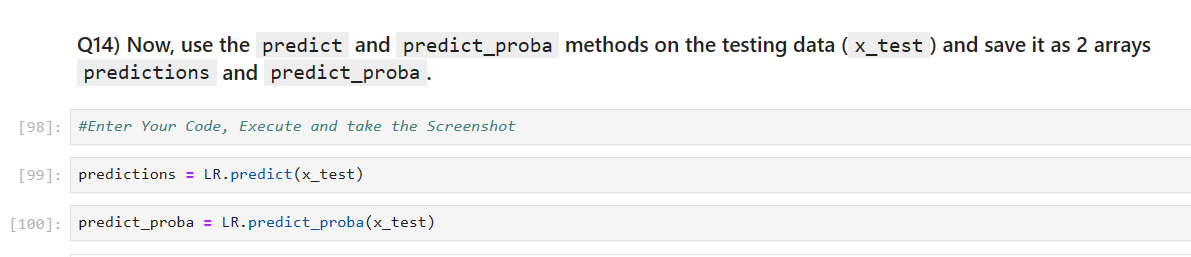 Q14) Now, use the predict and predict_proba methods on the testing data ( x_test ) and save it as 2 arrays
predictions and predict_proba .
[98]: #Enter Your Code, Execute and take the Screenshot
[99]: predictions = LR.predict(x_test)
[100]: predict_proba = LR.predict_proba(x_test)